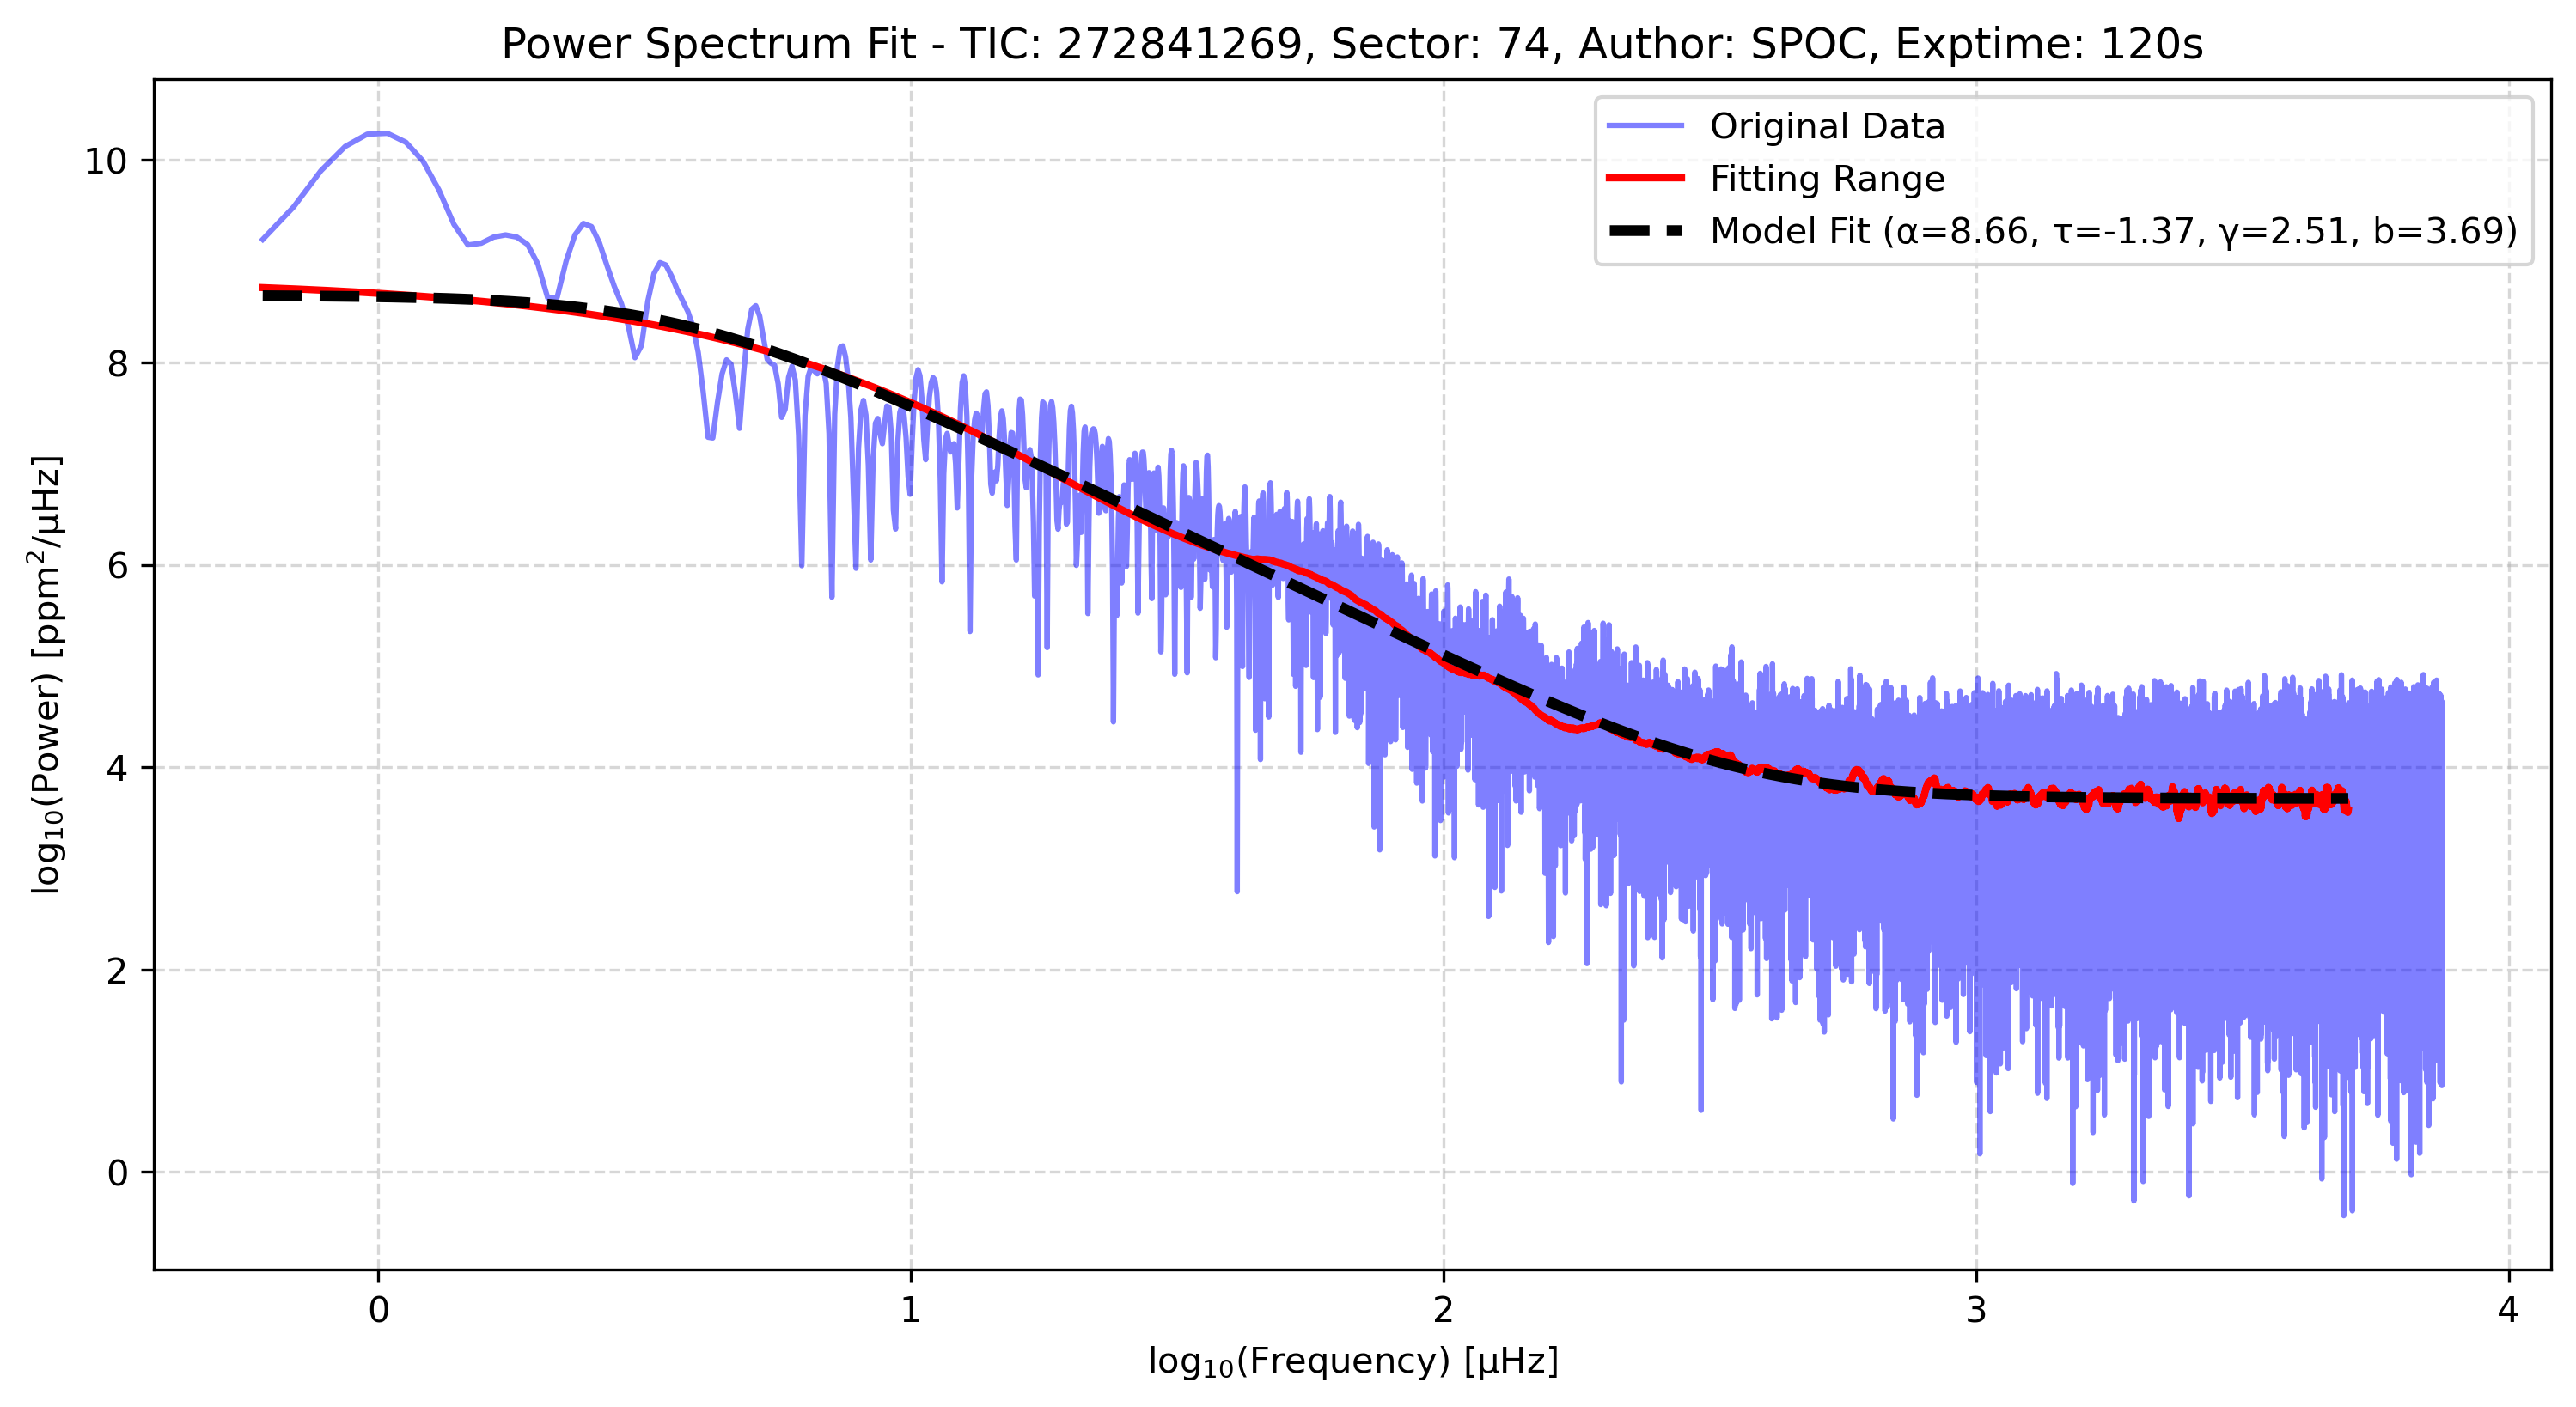 Power Spectrum Fit - TIC: 272841269, Sector: 74, Author: SPOC, Exptime: 120s
Original Data
Fitting Range
Model Fit (α=8.66, τ=-1.37, γ=2.51, b=3.69)
log₁₀(Power) [ppm²/μHz]
10
8
6
4
2
0
0 1 2 3 4
log₁₀(Frequency) [μHz]